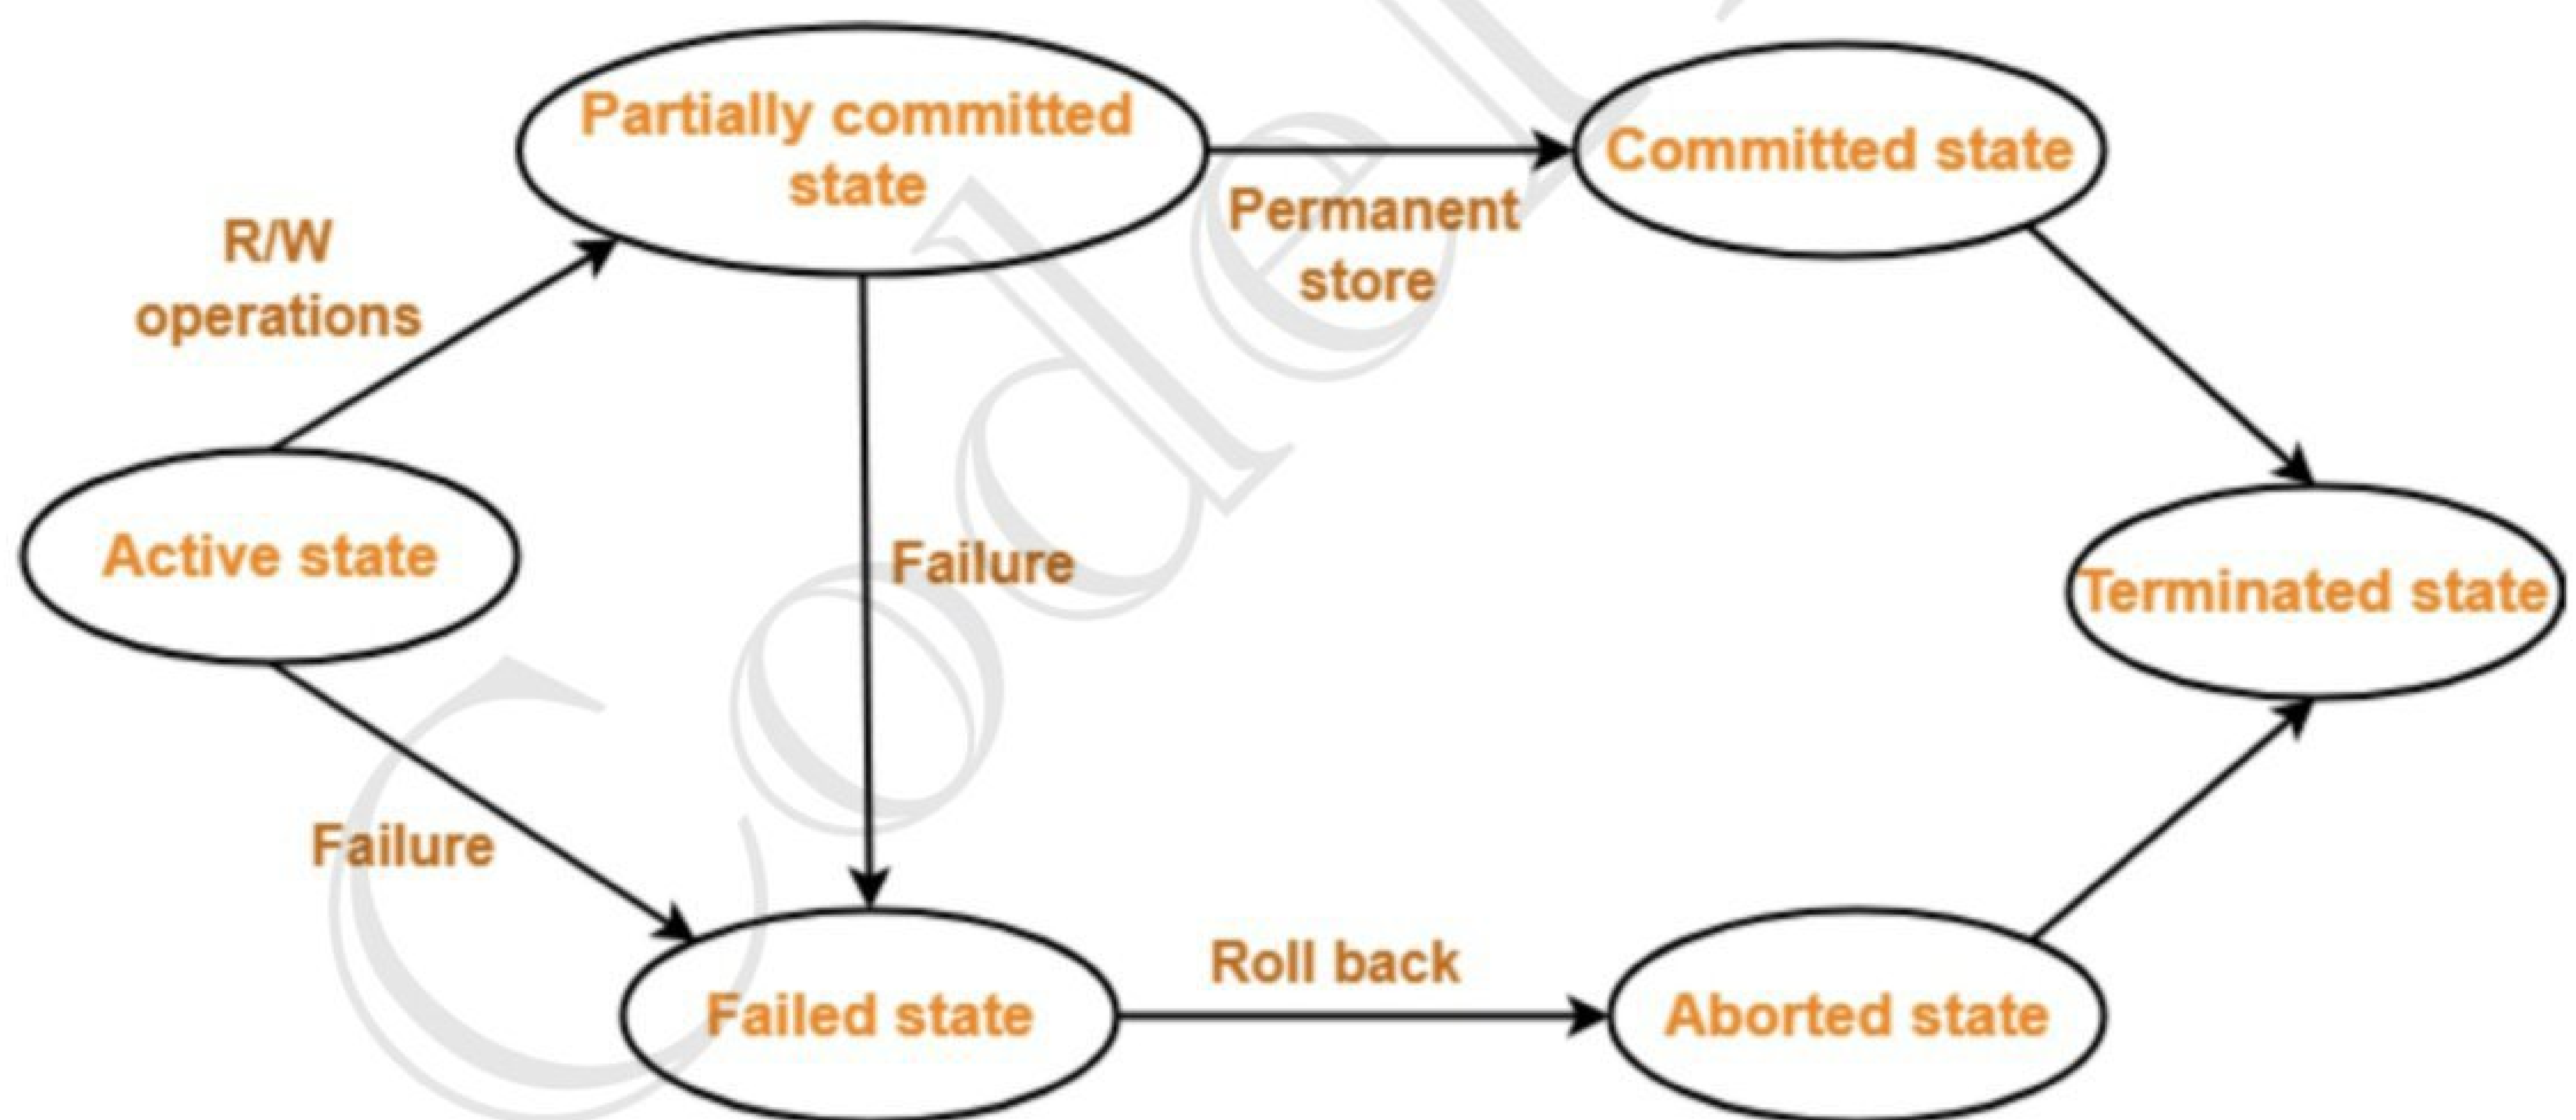 Partially committed
state
Committed state
R/W
operations
Permanent
store
Active state
Failure
Terminated state
Failure
Roll back
Failed state
Aborted state